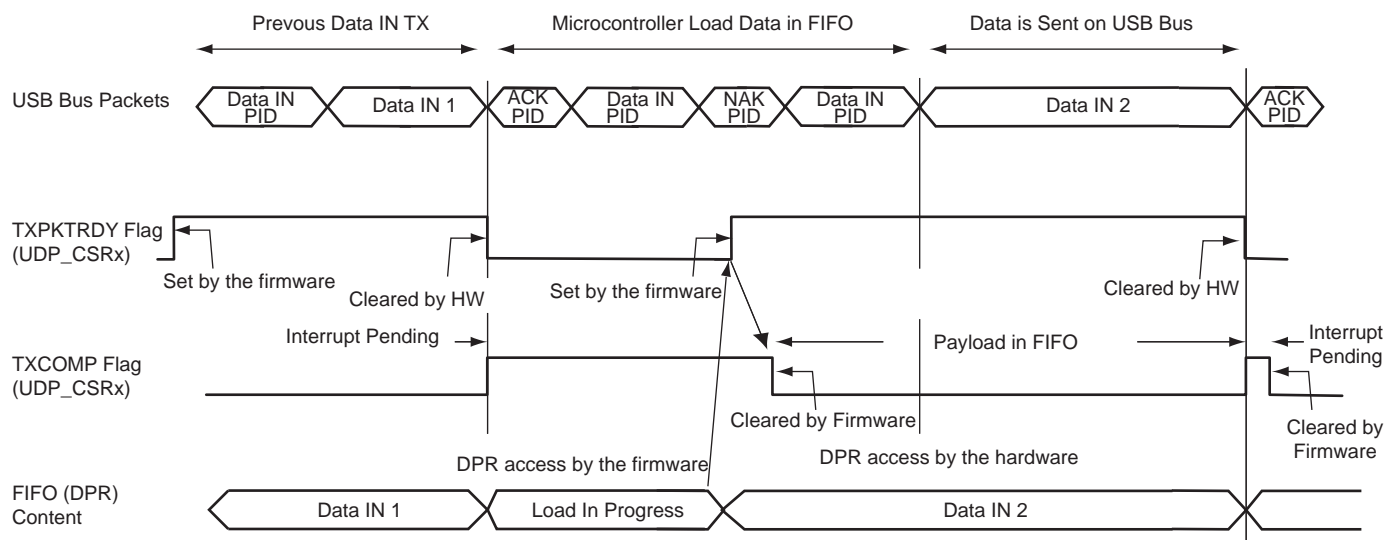 Prevous Data IN TX
Microcontroller Load Data in FIFO
Data is Sent on USB Bus
USB Bus Packets
Data IN
PID
Data IN 1
ACK
PID
Data IN
PID
NAK
PID
Data IN
PID
Data IN 2
ACK
PID
TXPKTRDY Flag
(UDP_CSRx)
Set by the firmware
Cleared by HW
Set by the firmware
Cleared by HW
Interrupt Pending
Payload in FIFO
Interrupt
Pending
TXCOMP Flag
(UDP_CSRx)
Cleared by Firmware
Cleared by
Firmware
DPR access by the firmware
DPR access by the hardware
FIFO (DPR)
Content
Data IN 1
Load In Progress
Data IN 2